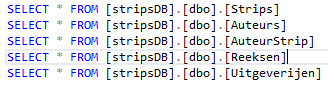 SELECT * FROM [stripsDB].[dbo].[Strips]
SELECT * FROM [stripsDB].[dbo].[Auteurs]
SELECT * FROM [stripsDB].[dbo].[AuteurStrip]
SELECT * FROM [stripsDB].[dbo].[Reeksen]
SELECT * FROM [stripsDB].[dbo].[Uitgeverijen]